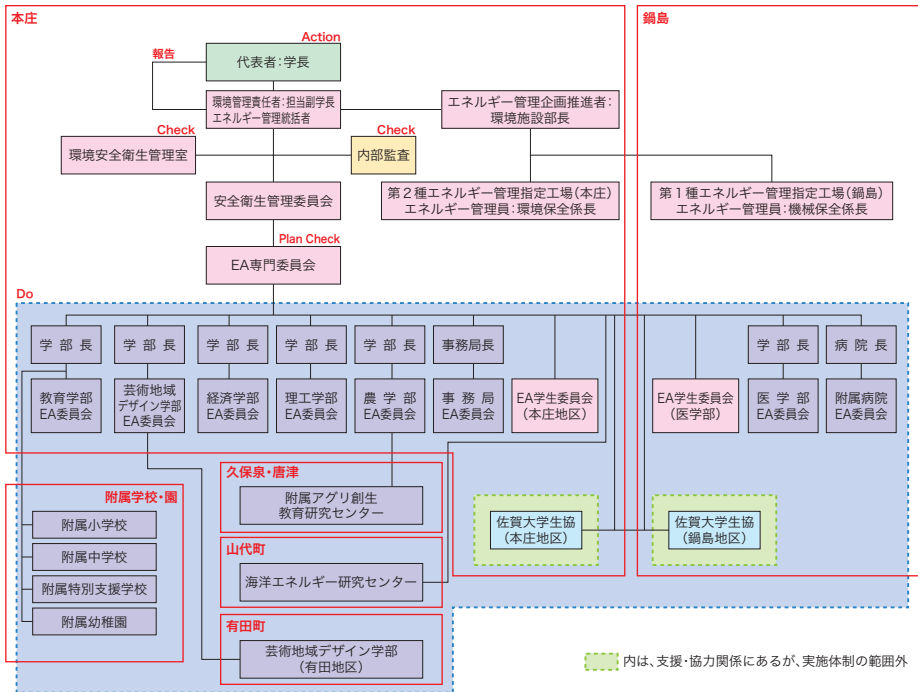 本庄
鍋島
Action
報告
代表者：学長
環境管理責任者：担当副学長
エネルギー管理統括者
エネルギー管理企画推進者：
環境施設部長
Check
環境安全衛生管理室
Check
内部監査
安全衛生管理委員会
第２種エネルギー管理指定工場（本庄）
エネルギー管理員：環境保全係長
第１種エネルギー管理指定工場（鍋島）
エネルギー管理員：機械保全係長
Plan Check
EA専門委員会
Do
学部長
学部長
学部長
学部長
学部長
事務局長
学部長
病院長
教育学部
EA委員会
芸術地域
デザイン学部
EA委員会
経済学部
EA委員会
理工学部
EA委員会
農学部
EA委員会
事務局
EA委員会
EA学生委員会
（本庄地区）
EA学生委員会
（医学部）
医学部
EA委員会
附属病院
EA委員会
附属学校・園
附属小学校
附属中学校
附属特別支援学校
附属幼稚園
久保泉・唐津
附属アグリ創生
教育研究センター
山代町
海洋エネルギー研究センター
有田町
芸術地域デザイン学部
（有田地区）
佐賀大学生協
（本庄地区）
佐賀大学生協
（鍋島地区）
内は、支援・協力関係にあるが、実施体制の範囲外